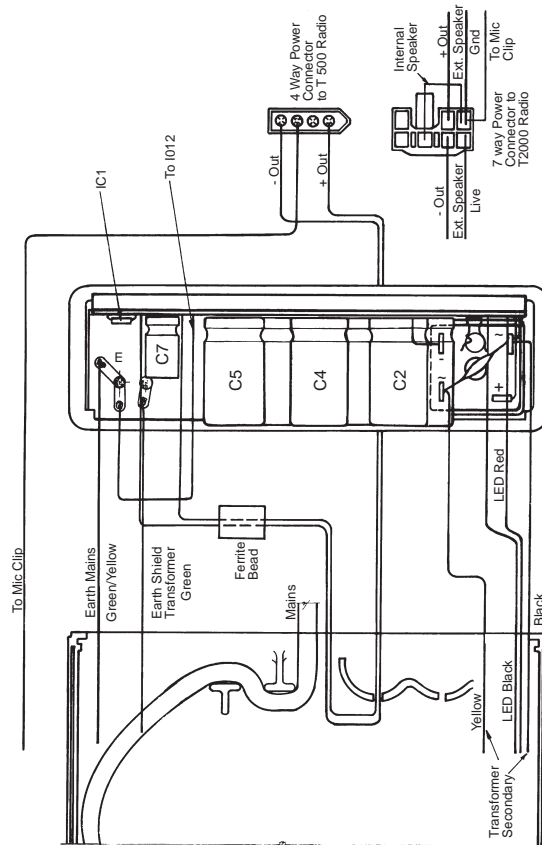 To Mic Clip
Earth Mains
Green/Yellow
Earth Shield
Transformer
Green
Mains
Ferrite
Bead
Yellow
Transformer
Secondary
LED Black
Black
LED Red
E
C7
C5
C4
C2
~
~
+
-
IC1
To I012
- Out
+ Out
4 Way Power
Connector
to T 500 Radio
Internal
Speaker
+ Out
Ext. Speaker
Gnd
To Mic
Clip
- Out
Ext. Speaker
Live
7 way Power
Connector to
T2000 Radio